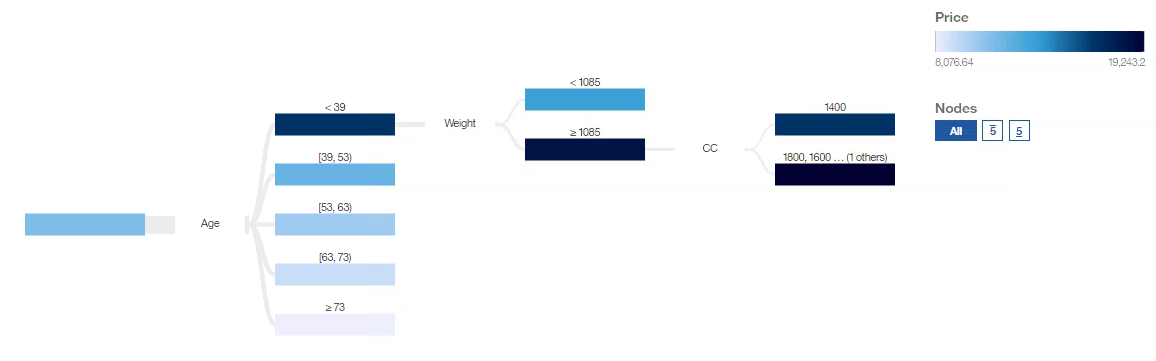 Price
8,076.64 19,243.2
Nodes
All 5 5
< 1085
< 39
Weight
1400
≥ 1085
CC
[39, 53)
1800, 1600 … (1 others)
[53, 63)
Age
[63, 73)
≥ 73